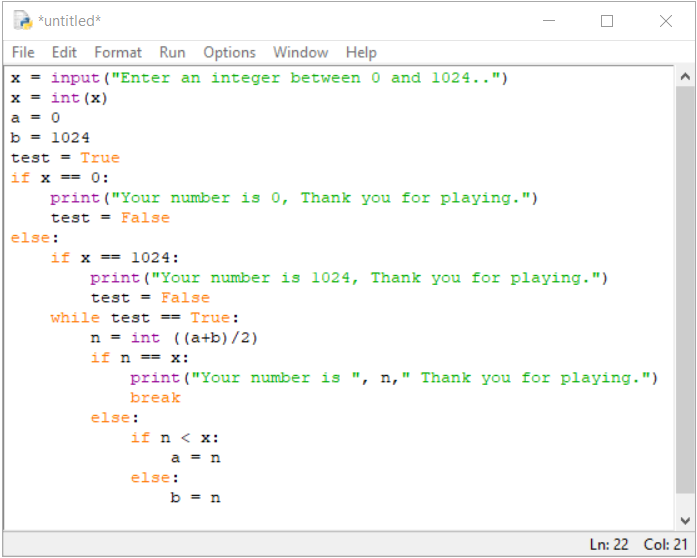 *untitled*
File Edit Format Run Options Window Help
x = input("Enter an integer between 0 and 1024..")
x = int(x)
a = 0
b = 1024
test = True
if x == 0:
    print("Your number is 0, Thank you for playing.")
    test = False
else:
    if x == 1024:
        print("Your number is 1024, Thank you for playing.")
        test = False
    while test == True:
        n = int ((a+b)/2)
        if n == x:
            print("Your number is ", n," Thank you for playing.")
            break
        else:
            if n < x:
                a = n
            else:
                b = n
Ln: 22 Col: 21